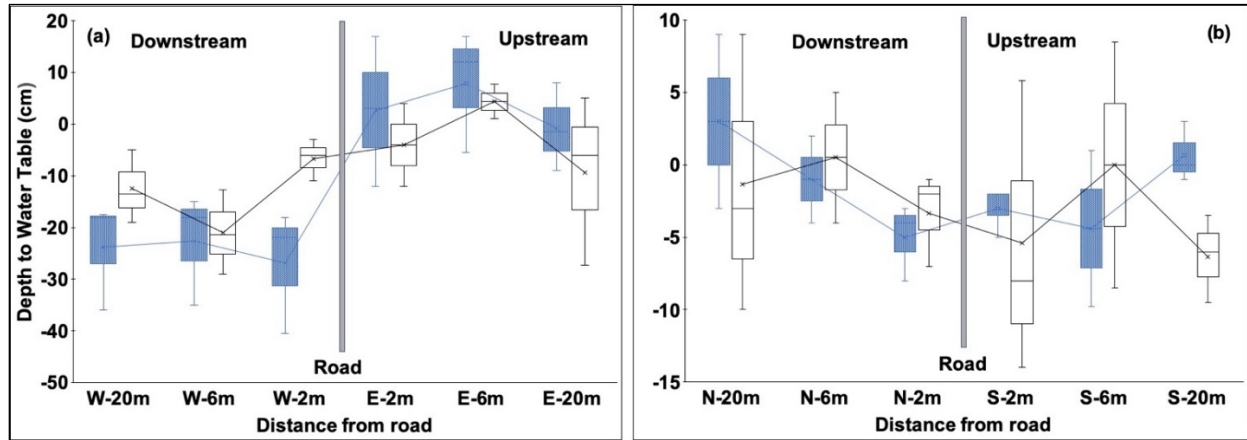 (a)
Downstream
Upstream
Depth to Water Table (cm)
20
10
0
-10
-20
-30
-40
-50
Road
W-20m W-6m W-2m E-2m E-6m E-20m
Distance from road
(b)
Downstream
Upstream
10
5
0
-5
-10
-15
Road
N-20m N-6m N-2m S-2m S-6m S-20m
Distance from road